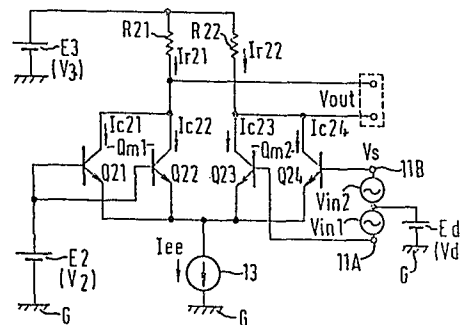 E3
(V3)
R21
R22
Ir21
Ir22
Vout
Ic21
Ic22
Ic23
Ic24
Qm1
Qm2
Q21
Q22
Q23
Q24
Vs
11B
Vin2
Vin1
11A
Ed
(Vd
G
E2
(V2)
Iee
13
G
G